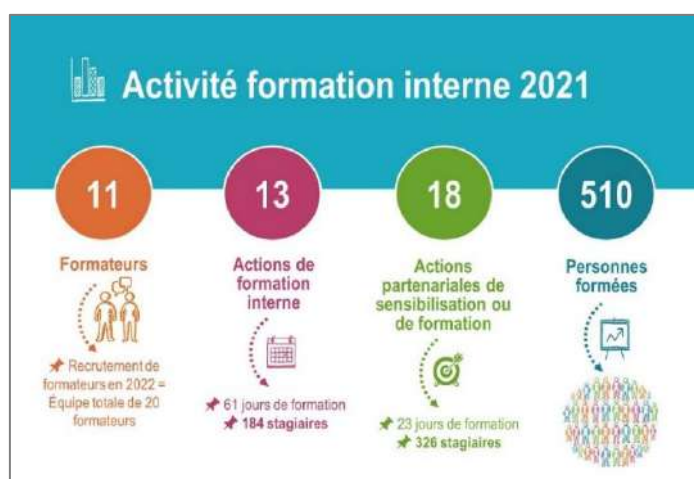 Activité formation interne 2021
11
Formateurs
Recrutement de
formateurs en 2022 =
Équipe totale de 20
formateurs
13
Actions de
formation
interne
61 jours de formation
184 stagiaires
18
Actions
partenariales de
sensibilisation ou
de formation
23 jours de formation
326 stagiaires
510
Personnes
formées